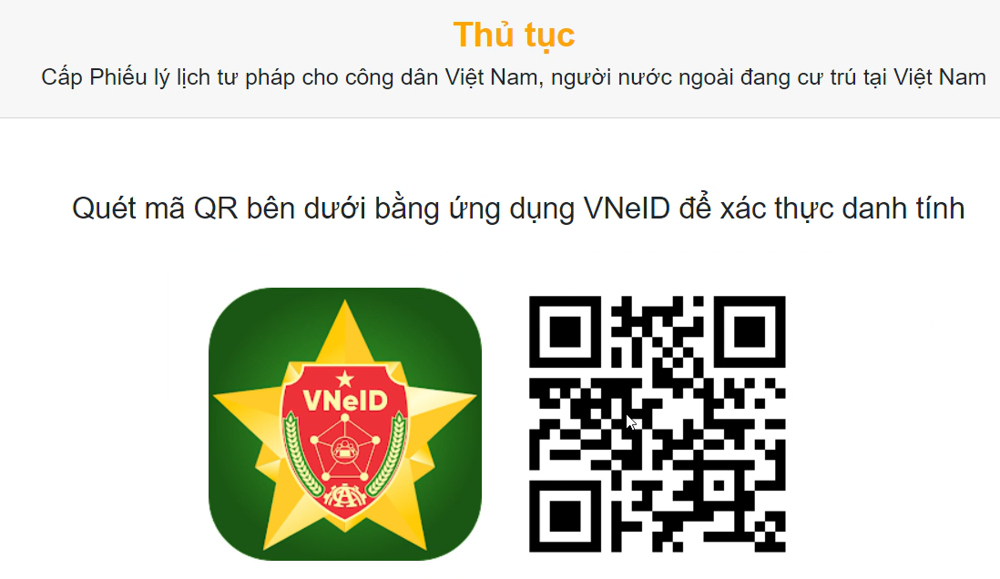 Thủ tục
Cấp Phiếu lý lịch tư pháp cho công dân Việt Nam, người nước ngoài đang cư trú tại Việt Nam
Quét mã QR bên dưới bằng ứng dụng VNeID để xác thực danh tính
VNeID